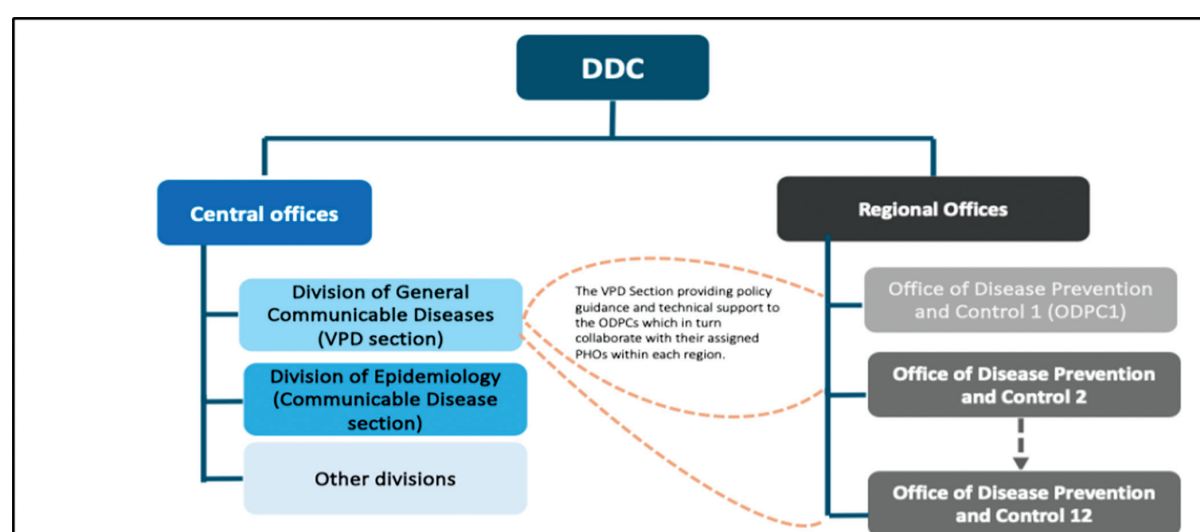 DDC
Central offices
Regional Offices
Division of General
Communicable Diseases
(VPD section)
Division of Epidemiology
(Communicable Disease
section)
Other divisions
The VPD Section providing policy
guidance and technical support to
the ODPCs which in turn
collaborate with their assigned
PHOs within each region.
Office of Disease Prevention
and Control 1 (ODPC1)
Office of Disease Prevention
and Control 2
Office of Disease Prevention
and Control 12